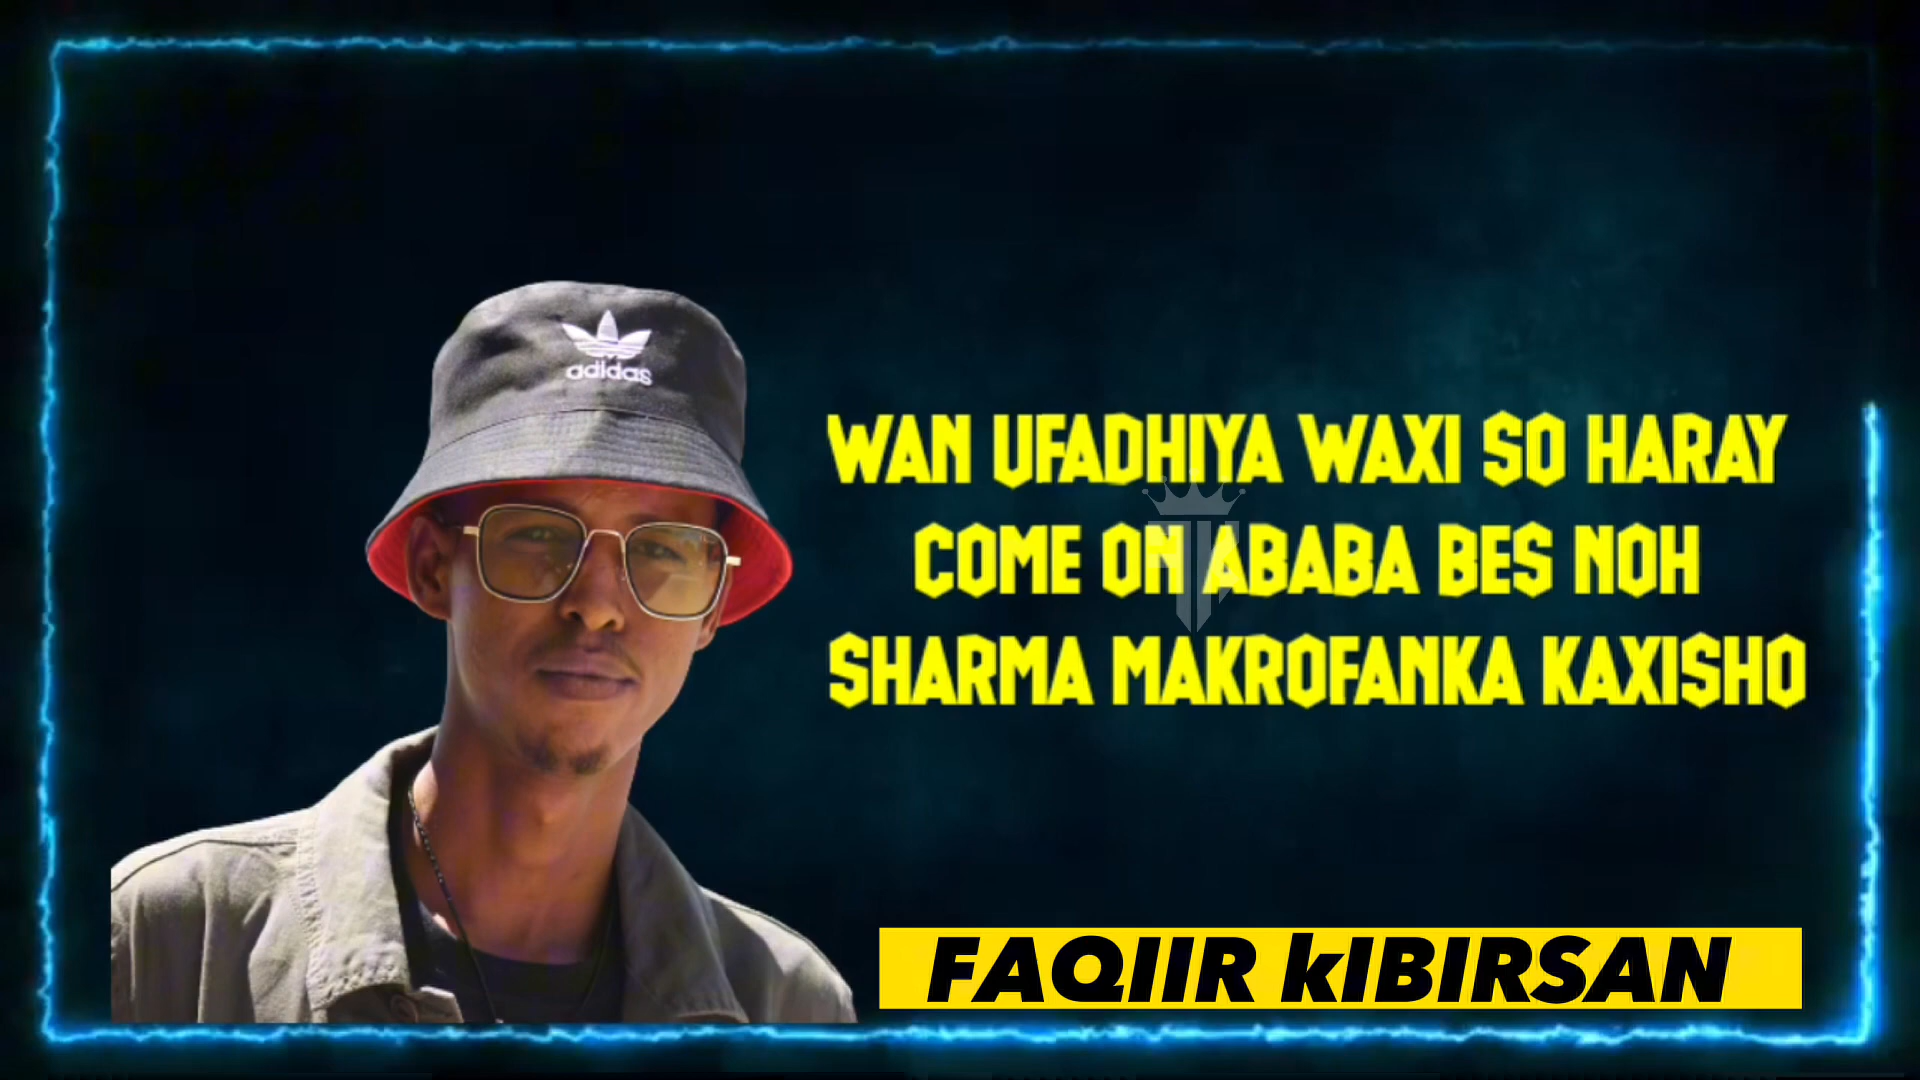 adidas
WAN UFADHIYA WAXI SO HARAY
COME ON ABABA BES NOH
SHARMA MAKROFANKA KAXISHO
FAQIIR kIBIRSAN